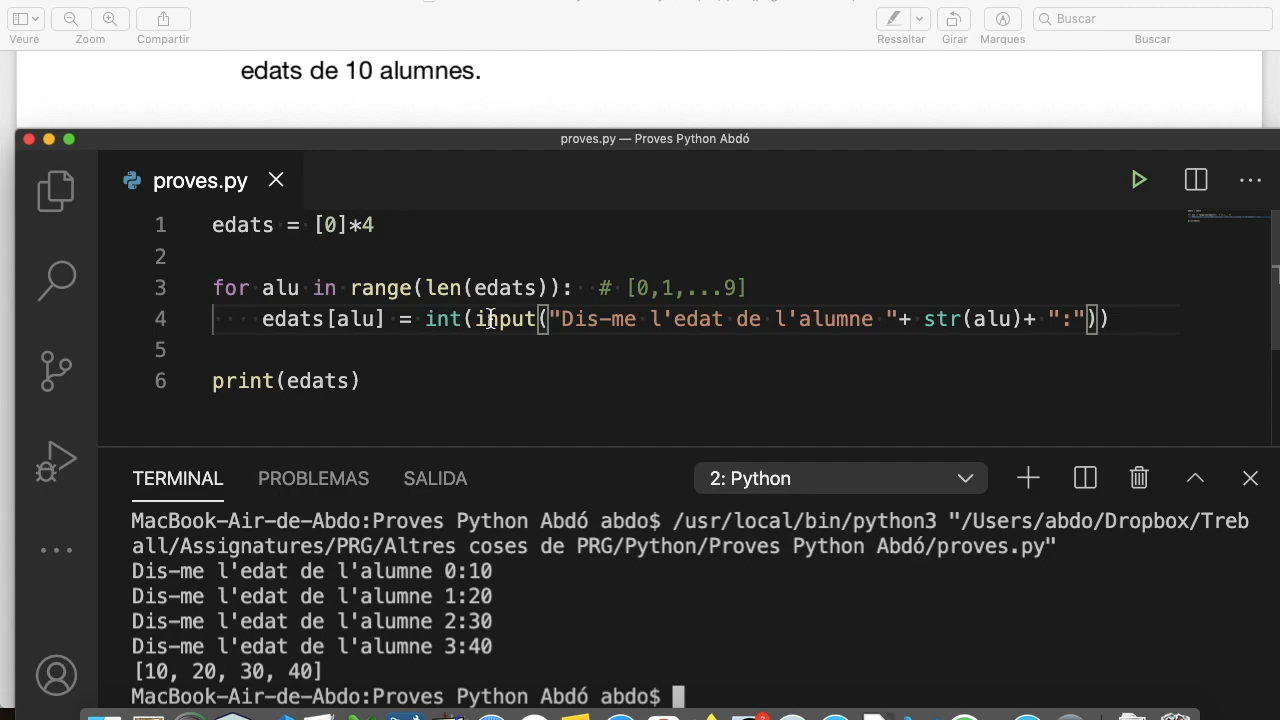 Veure
Zoom
Compartir
Ressaltar
Girar
Marques
Buscar
Buscar
edats de 10 alumnes.
proves.py — Proves Python Abdó
proves.py
1 edats = [0]*4
2
3 for alu in range(len(edats)):  # [0,1,...9]
4     edats[alu] = int(input("Dis-me l'edat de l'alumne "+ str(alu)+ ":"))
5
6 print(edats)
TERMINAL PROBLEMAS SALIDA 2: Python
MacBook-Air-de-Abdo:Proves Python Abdó abdo$ /usr/local/bin/python3 "/Users/abdo/Dropbox/Treb
all/Assignatures/PRG/Altres coses de PRG/Python/Proves Python Abdó/proves.py"
Dis-me l'edat de l'alumne 0:10
Dis-me l'edat de l'alumne 1:20
Dis-me l'edat de l'alumne 2:30
Dis-me l'edat de l'alumne 3:40
[10, 20, 30, 40]
MacBook-Air-de-Abdo:Proves Python Abdó abdo$